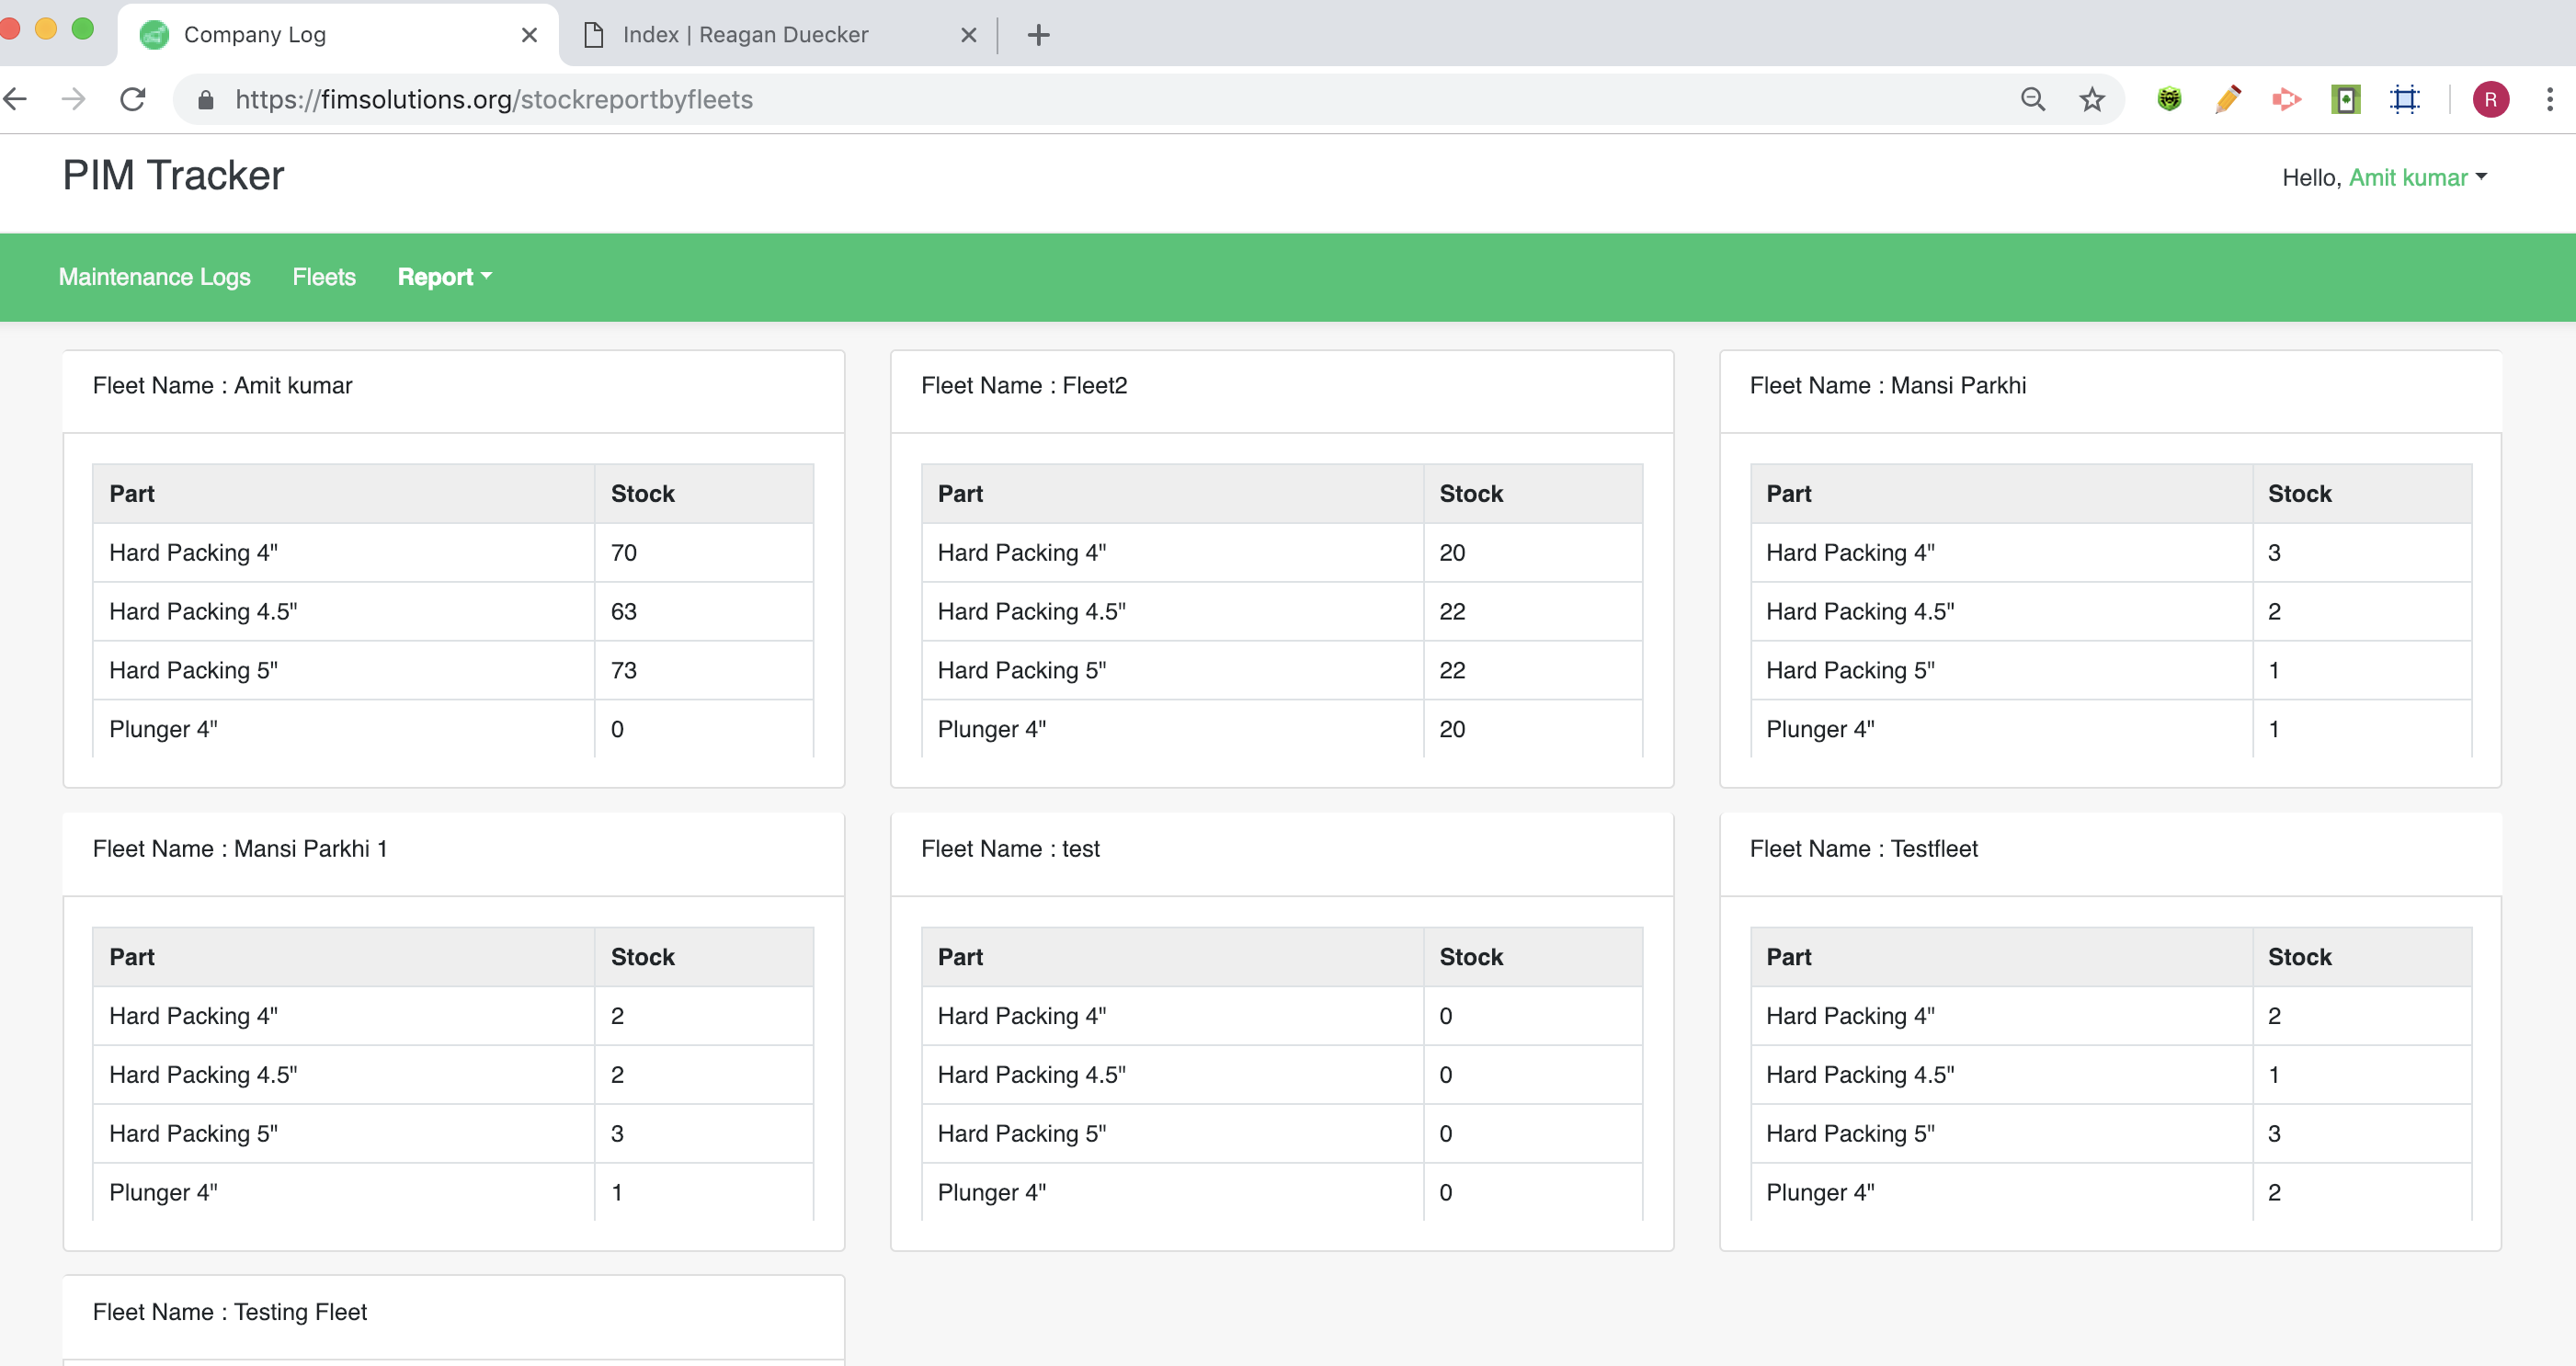 Company Log
Index | Reagan Duecker
https://fimsolutions.org/stockreportbyfleets
R
PIM Tracker
Hello, Amit kumar
Maintenance Logs Fleets Report
Fleet Name : Amit kumar
Part Stock
Hard Packing 4" 70
Hard Packing 4.5" 63
Hard Packing 5" 73
Plunger 4" 0
Fleet Name : Fleet2
Part Stock
Hard Packing 4" 20
Hard Packing 4.5" 22
Hard Packing 5" 22
Plunger 4" 20
Fleet Name : Mansi Parkhi
Part Stock
Hard Packing 4" 3
Hard Packing 4.5" 2
Hard Packing 5" 1
Plunger 4" 1
Fleet Name : Mansi Parkhi 1
Part Stock
Hard Packing 4" 2
Hard Packing 4.5" 2
Hard Packing 5" 3
Plunger 4" 1
Fleet Name : test
Part Stock
Hard Packing 4" 0
Hard Packing 4.5" 0
Hard Packing 5" 0
Plunger 4" 0
Fleet Name : Testfleet
Part Stock
Hard Packing 4" 2
Hard Packing 4.5" 1
Hard Packing 5" 3
Plunger 4" 2
Fleet Name : Testing Fleet